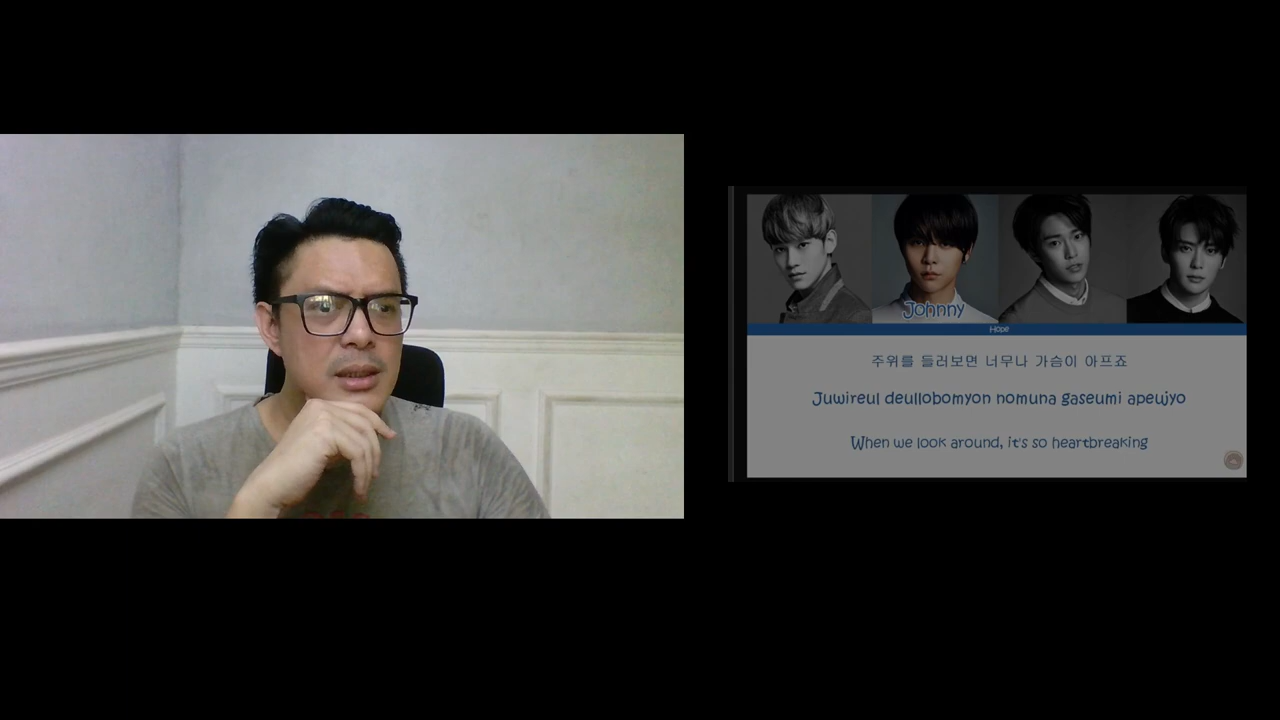 Johnny
Hope
주위를 들러보면 너무나 가슴이 아프죠
Juwireul deullobomyon nomuna gaseumi apeujyo
When we look around, it's so heartbreaking